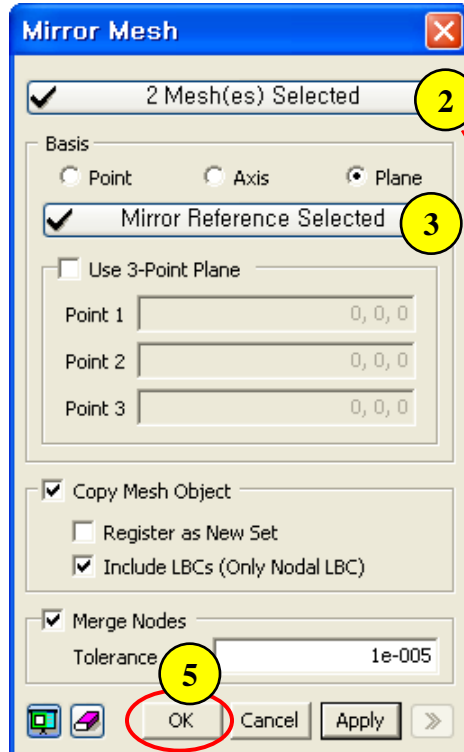 Mirror Mesh
2 Mesh(es) Selected
2
Basis
Point Axis Plane
Mirror Reference Selected
3
Use 3-Point Plane
Point 1 0, 0, 0
Point 2 0, 0, 0
Point 3 0, 0, 0
Copy Mesh Object
Register as New Set
Include LBCs (Only Nodal LBC)
Merge Nodes
Tolerance 1e-005
5
OK Cancel Apply >>